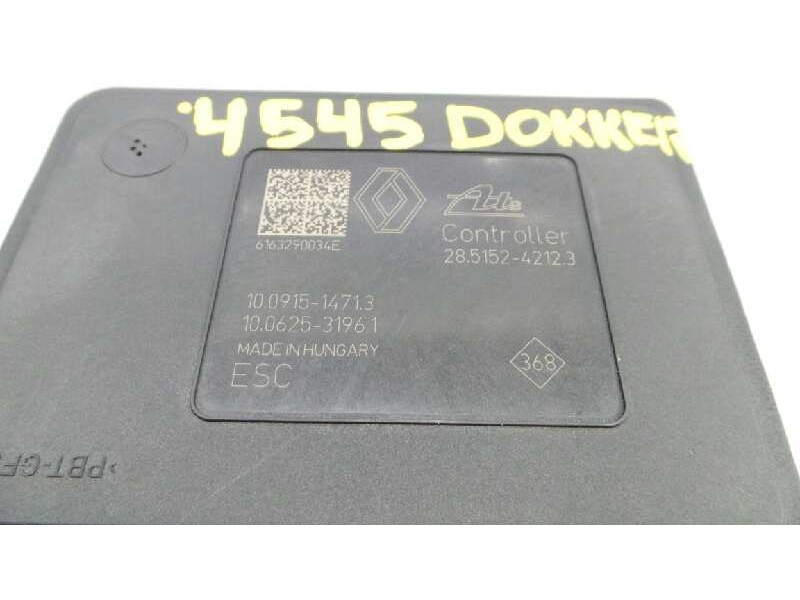 4545 DOKKER
Ate
6163290034E
Controller
28.5152-4212.3
10.0915-1471.3
10.0625-3196.1
MADE IN HUNGARY
ESC
368
>PBT-GF